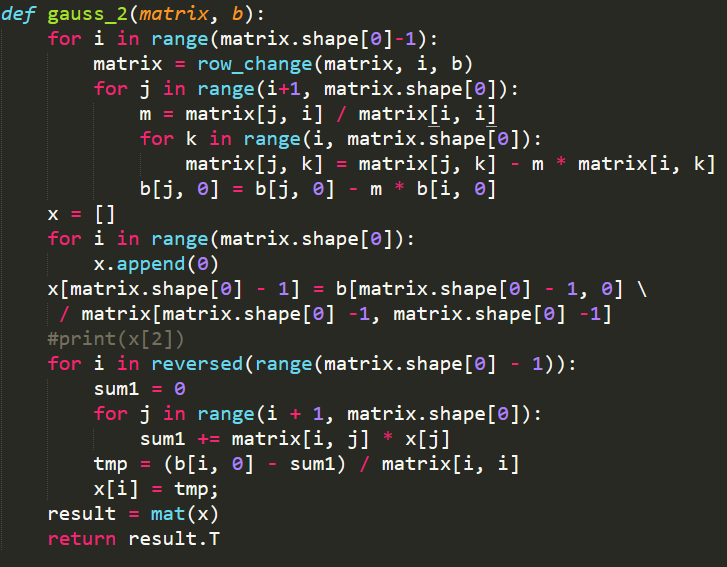 def gauss_2(matrix, b):
    for i in range(matrix.shape[0]-1):
        matrix = row_change(matrix, i, b)
        for j in range(i+1, matrix.shape[0]):
            m = matrix[j, i] / matrix[i, i]
            for k in range(i, matrix.shape[0]):
                matrix[j, k] = matrix[j, k] - m * matrix[i, k]
            b[j, 0] = b[j, 0] - m * b[i, 0]
    x = []
    for i in range(matrix.shape[0]):
        x.append(0)
    x[matrix.shape[0] - 1] = b[matrix.shape[0] - 1, 0] \
     / matrix[matrix.shape[0] -1, matrix.shape[0] -1]
    #print(x[2])
    for i in reversed(range(matrix.shape[0] - 1)):
        sum1 = 0
        for j in range(i + 1, matrix.shape[0]):
            sum1 += matrix[i, j] * x[j]
        tmp = (b[i, 0] - sum1) / matrix[i, i]
        x[i] = tmp;
    result = mat(x)
    return result.T